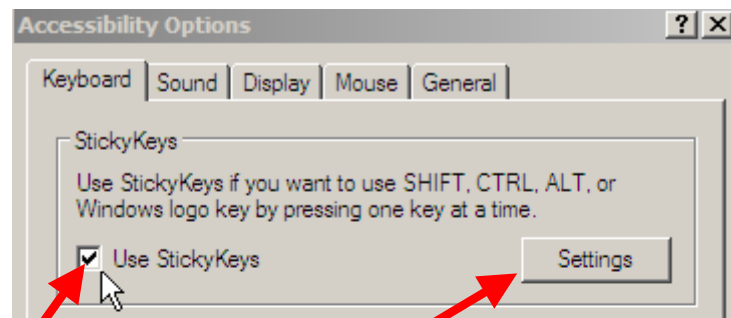 Accessibility Options
Keyboard Sound Display Mouse General
StickyKeys
Use StickyKeys if you want to use SHIFT, CTRL, ALT, or
Windows logo key by pressing one key at a time.
Use StickyKeys Settings